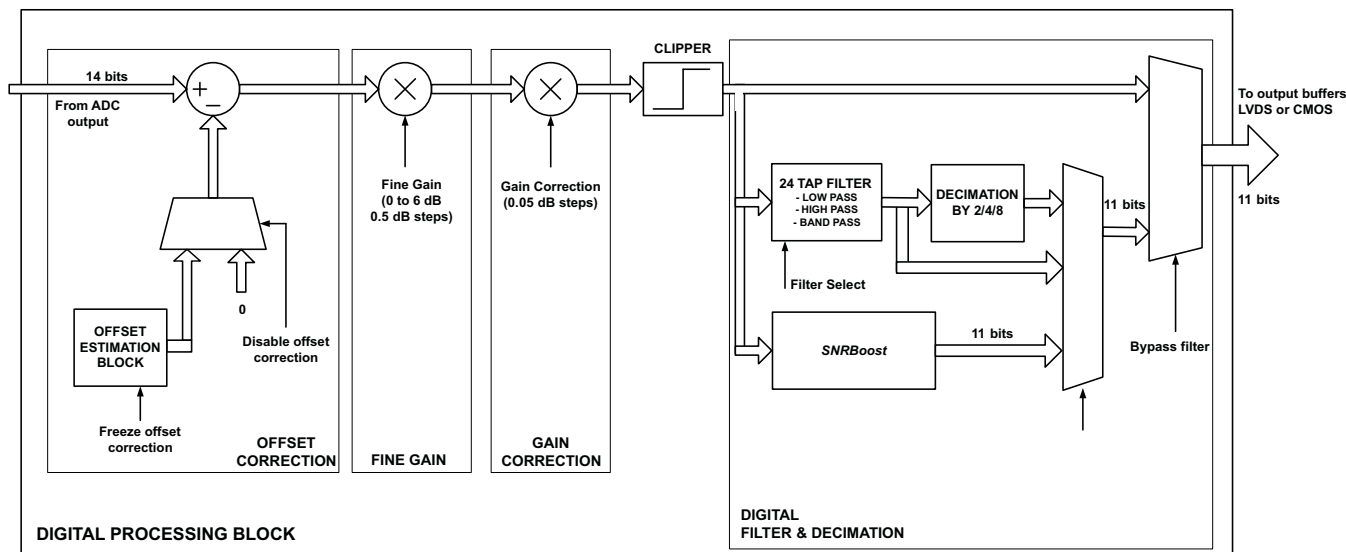 CLIPPER
14 bits
From ADC
output
+
–
Fine Gain
(0 to 6 dB
0.5 dB steps)
Gain Correction
(0.05 dB steps)
To output buffers
LVDS or CMOS
11 bits
24 TAP FILTER
- LOW PASS
- HIGH PASS
- BAND PASS
DECIMATION
BY 2/4/8
11 bits
Filter Select
0
OFFSET
ESTIMATION
BLOCK
Disable offset
correction
SNRBoost
11 bits
Bypass filter
Freeze offset
correction
OFFSET
CORRECTION
FINE GAIN
GAIN
CORRECTION
DIGITAL
FILTER & DECIMATION
DIGITAL PROCESSING BLOCK